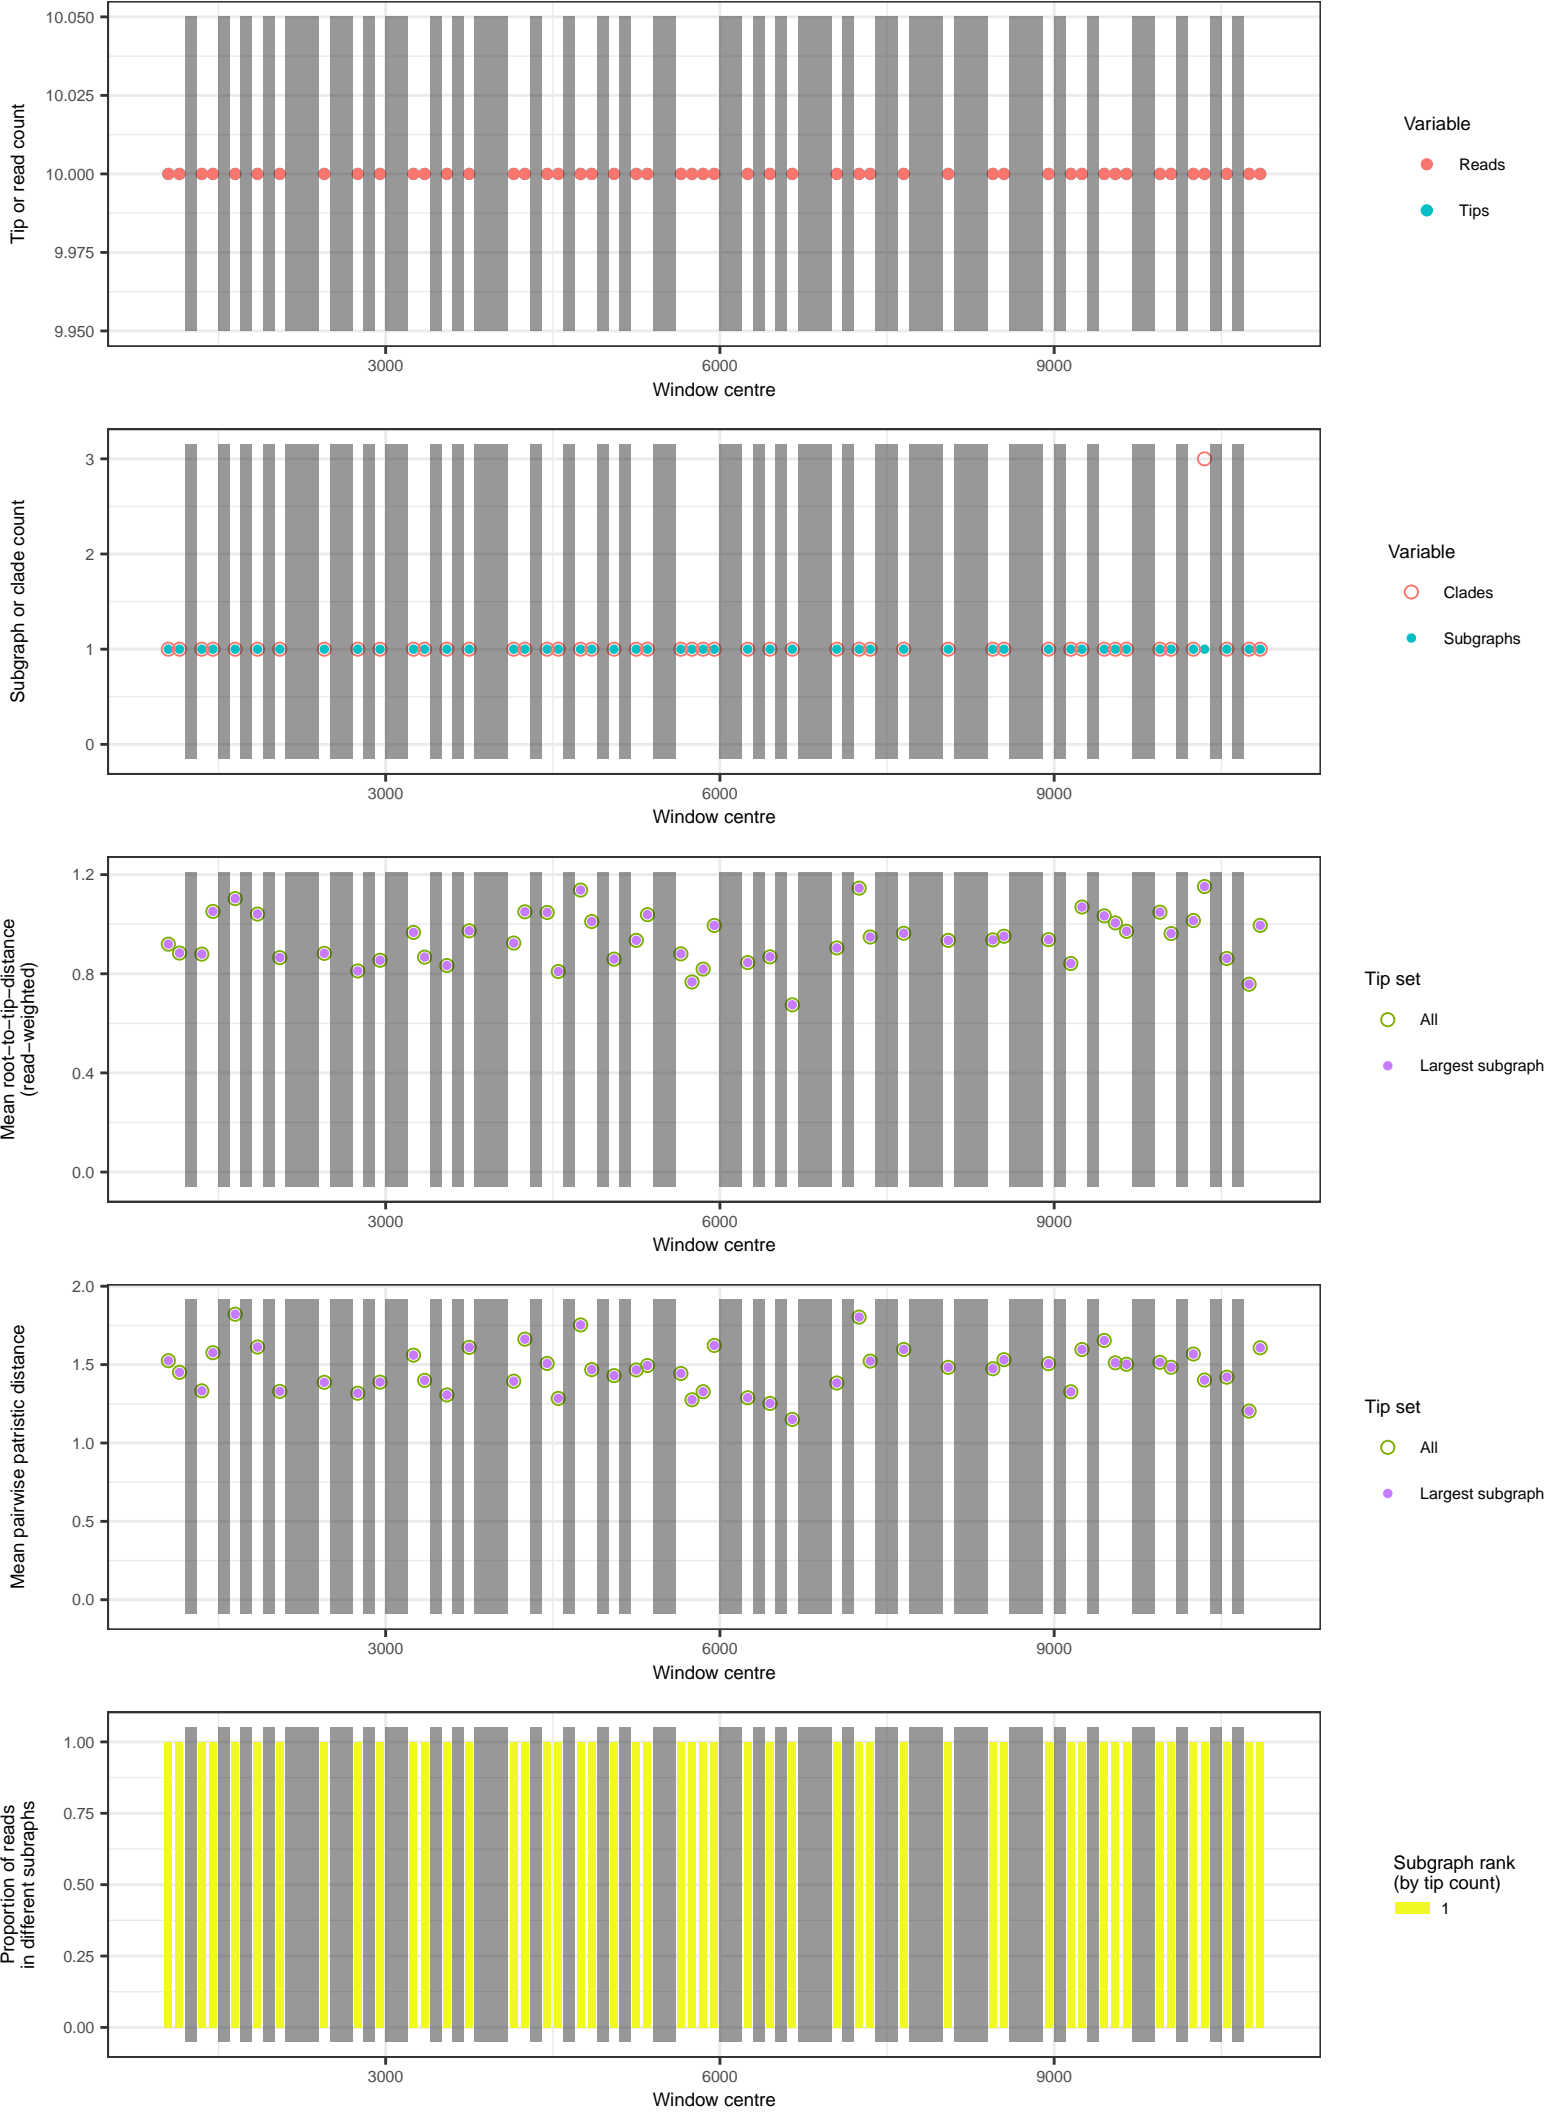 10.050
10.025
10.000
9.975
9.950
Tip or read count
3000
6000
9000
Window centre
Variable
Reads
Tips
3
2
1
0
Subgraph or clade count
3000
6000
9000
Window centre
Variable
Clades
Subgraphs
1.2
0.8
0.4
0.0
Mean root−to−tip−distance
(read−weighted)
3000
6000
9000
Window centre
Tip set
All
Largest subgraph
2.0
1.5
1.0
0.5
0.0
Mean pairwise patristic distance
3000
6000
9000
Window centre
Tip set
All
Largest subgraph
1.00
0.75
0.50
0.25
0.00
Proportion of reads
in different subraphs
3000
6000
9000
Window centre
Subgraph rank
(by tip count)
1